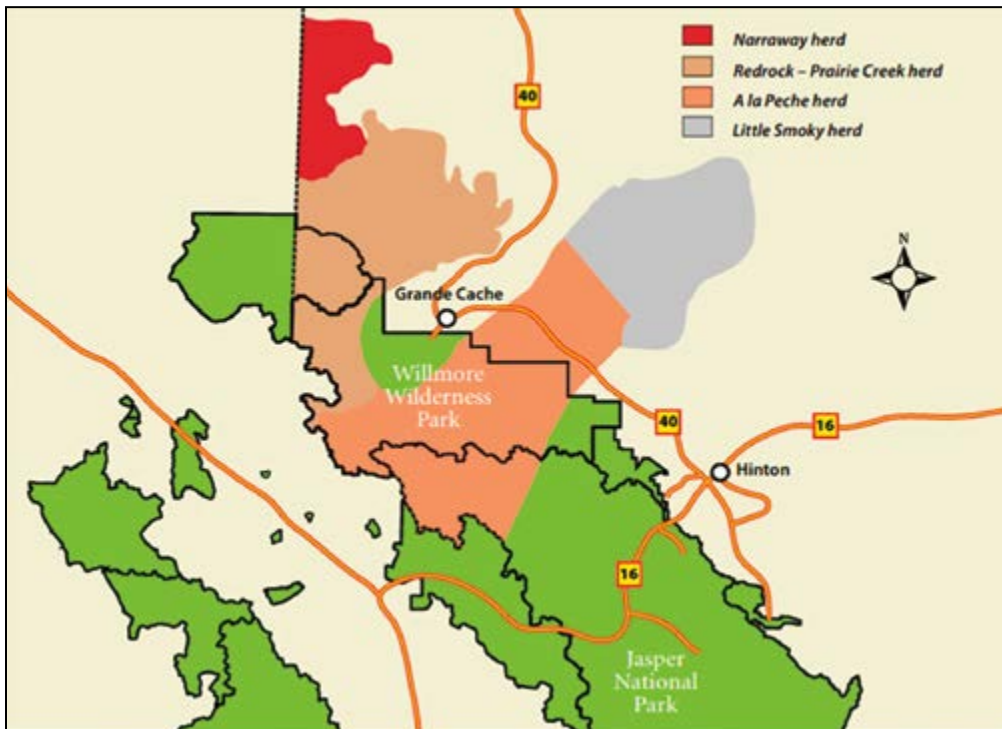 Narraway herd
Redrock – Prairie Creek herd
A la Peche herd
Little Smoky herd
40
N
Grande Cache
Willmore
Wilderness
Park
40
16
Hinton
16
Jasper
National
Park